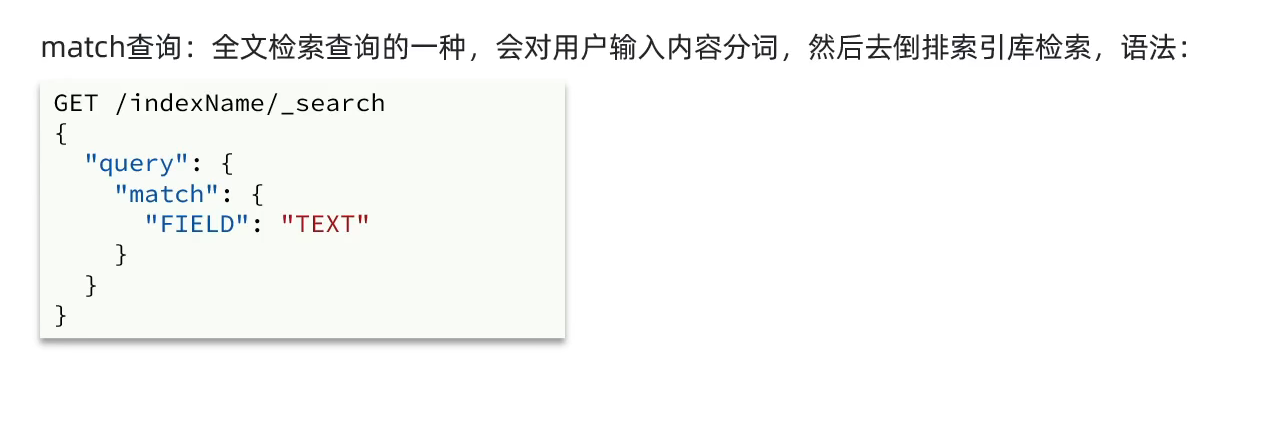 match查询：全文检索查询的一种，会对用户输入内容分词，然后去倒排索引库检索，语法：
GET /indexName/_search
{
  "query": {
    "match": {
      "FIELD": "TEXT"
    }
  }
}